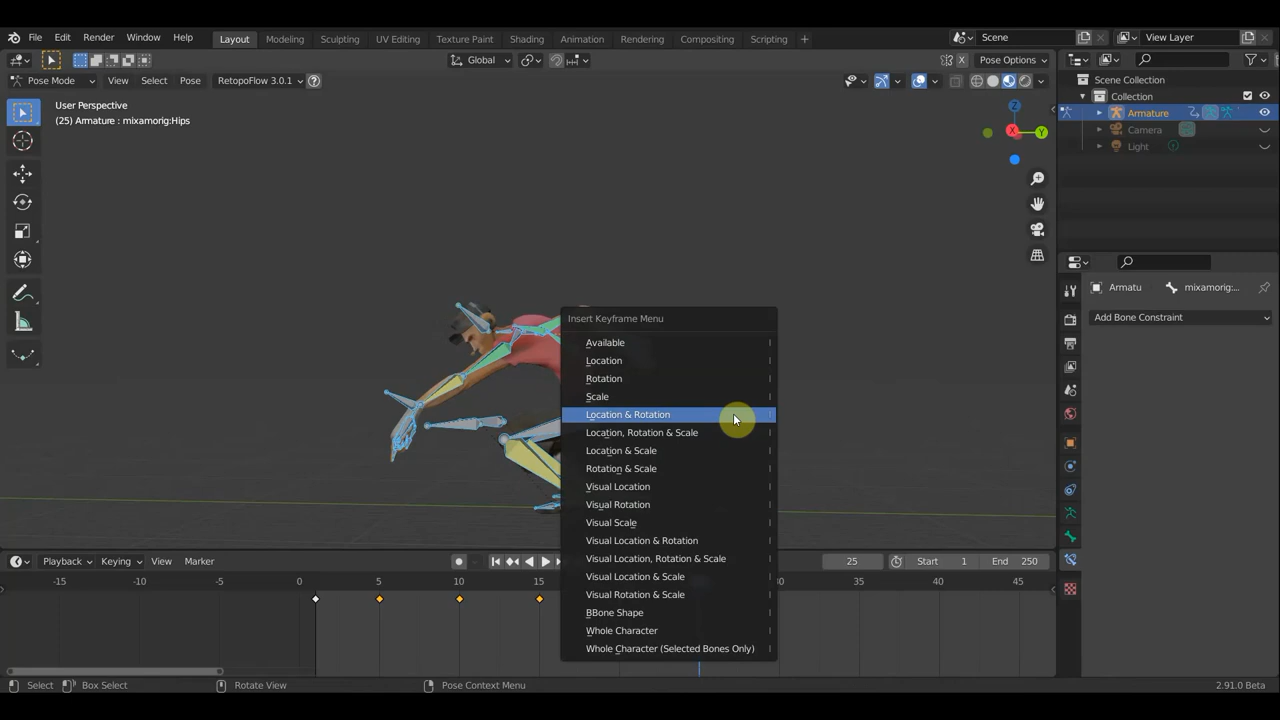 File Edit Render Window Help Layout Modeling Sculpting UV Editing Texture Paint Shading Animation Rendering Compositing Scripting + Scene View Layer
Global Pose Options
Pose Mode View Select Pose RetopoFlow 3.0.1
User Perspective
(25) Armature : mixamorig:Hips
X
Y
Z
Scene Collection
Collection
Armature
Camera
Light
Armatu mixamorig:...
Add Bone Constraint
Insert Keyframe Menu
Available
Location
Rotation
Scale
Location & Rotation
Location, Rotation & Scale
Location & Scale
Rotation & Scale
Visual Location
Visual Rotation
Visual Scale
Visual Location & Rotation
Visual Location, Rotation & Scale
Visual Location & Scale
Visual Rotation & Scale
BBone Shape
Whole Character
Whole Character (Selected Bones Only)
Playback Keying View Marker 25 Start 1 End 250
-15 -10 -5 0 5 10 15 30 35 40 45
Select Box Select Rotate View Pose Context Menu 2.91.0 Beta